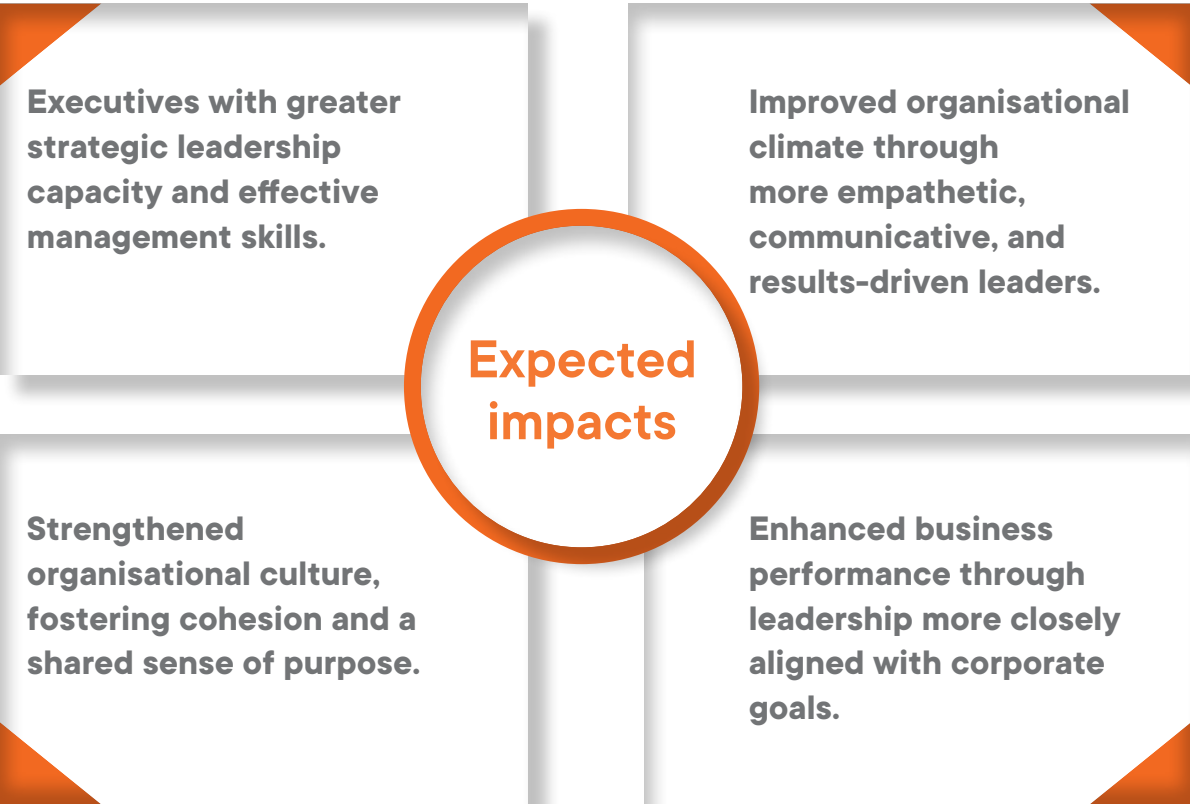 Executives with greater
strategic leadership
capacity and effective
management skills.
Improved organisational
climate through
more empathetic,
communicative, and
results-driven leaders.
Expected
impacts
Strengthened
organisational culture,
fostering cohesion and a
shared sense of purpose.
Enhanced business
performance through
leadership more closely
aligned with corporate
goals.